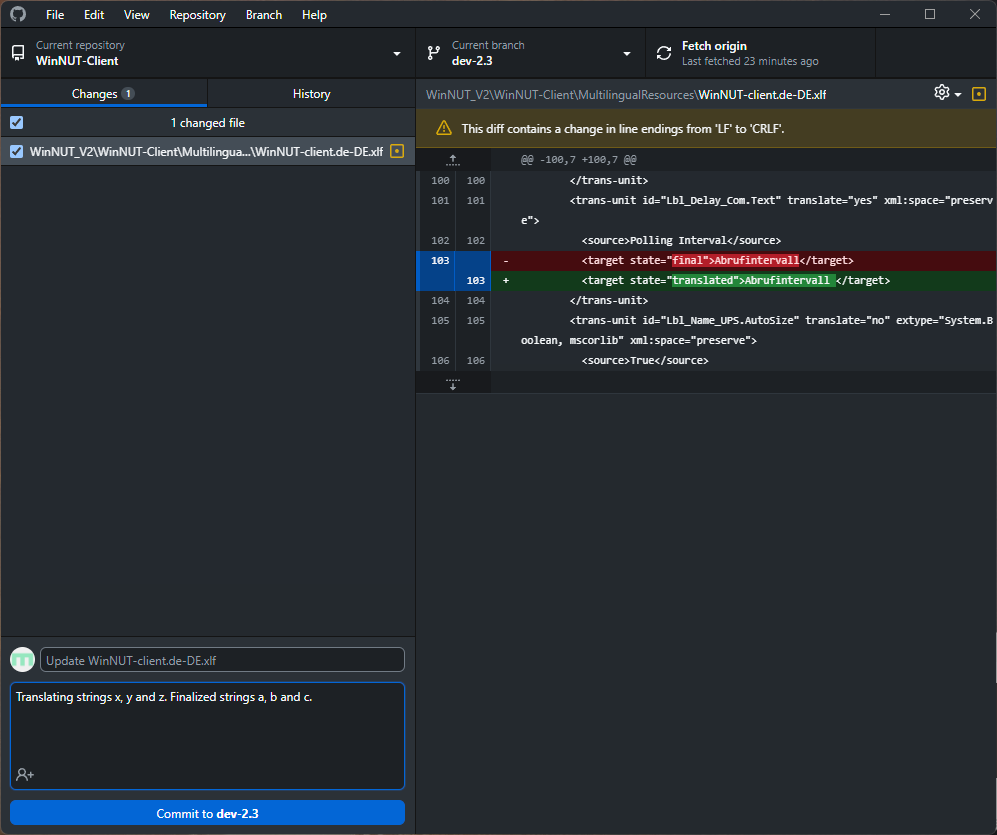 File Edit View Repository Branch Help
Current repository
WinNUT-Client
Current branch
dev-2.3
Fetch origin
Last fetched 23 minutes ago
Changes 1
History
WinNUT_V2\WinNUT-Client\MultilingualResources\WinNUT-client.de-DE.xlf
1 changed file
This diff contains a change in line endings from 'LF' to 'CRLF'.
WinNUT_V2\WinNUT-Client\Multilingua...\WinNUT-client.de-DE.xlf
@@ -100,7 +100,7 @@
100 100 </trans-unit>
101 101 <trans-unit id="Lbl_Delay_Com.Text" translate="yes" xml:space="preserv
e">
102 102 <source>Polling Interval</source>
103 - <target state="final">Abrufintervall</target>
103 + <target state="translated">Abrufintervall </target>
104 104 </trans-unit>
105 105 <trans-unit id="Lbl_Name_UPS.AutoSize" translate="no" extype="System.B
oolean, mscorlib" xml:space="preserve">
106 106 <source>True</source>
Update WinNUT-client.de-DE.xlf
Translating strings x, y and z. Finalized strings a, b and c.
Commit to dev-2.3